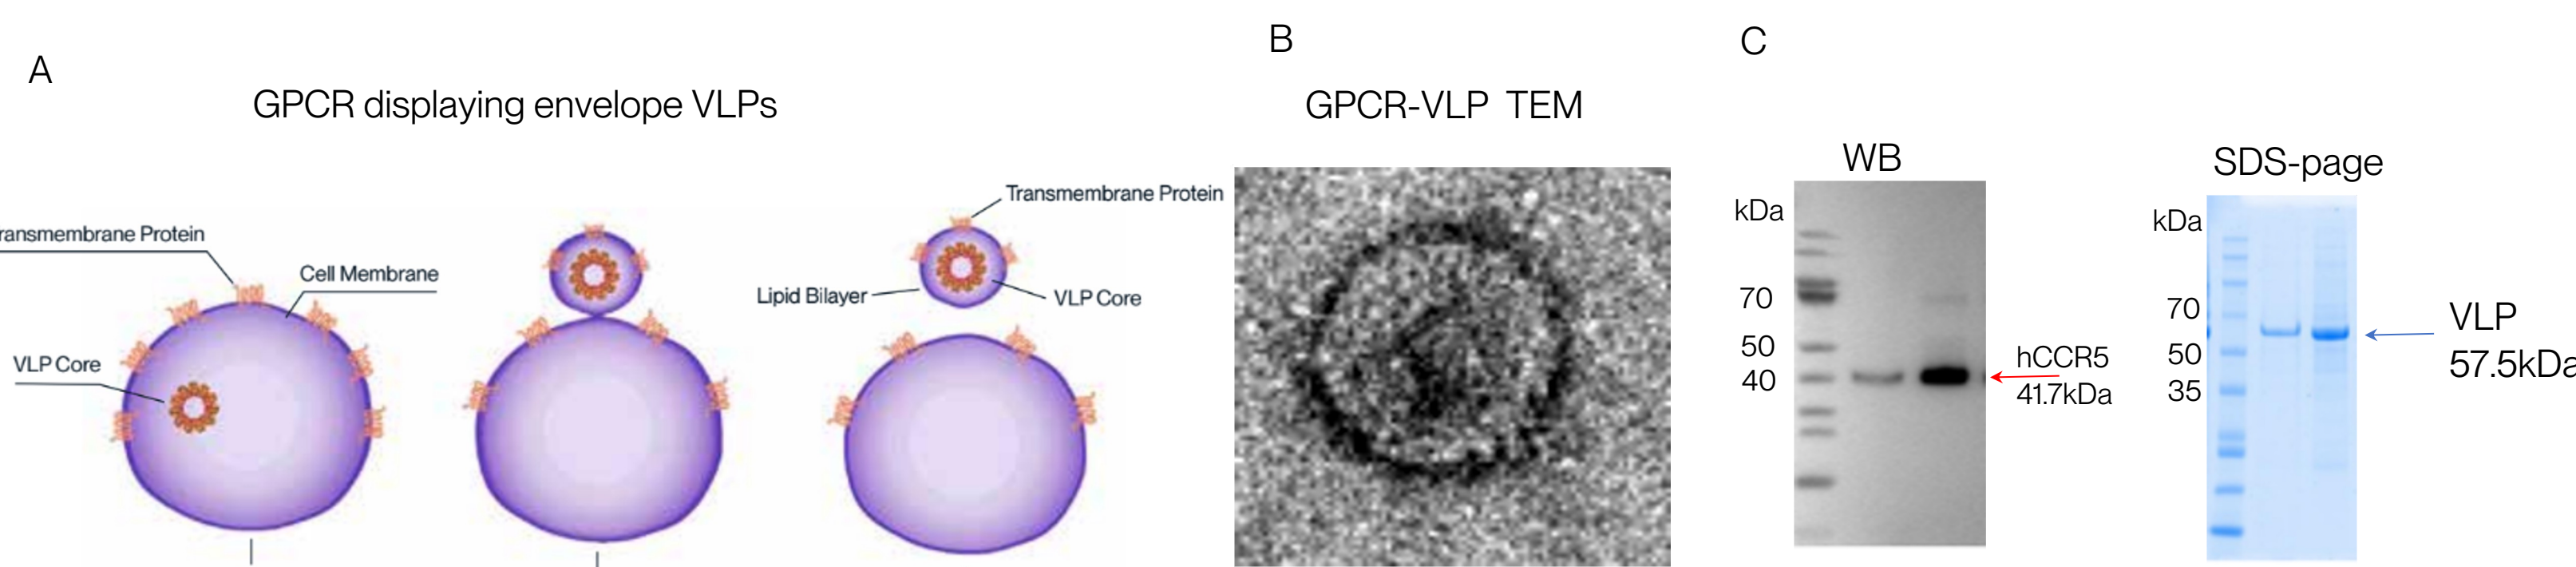 A
GPCR displaying envelope VLPs
ransmembrane Protein
Cell Membrane
VLP Core
Transmembrane Protein
Lipid Bilayer
VLP Core
B
GPCR-VLP TEM
C
WB
kDa
70
50
40
hCCR5
41.7kDa
SDS-page
kDa
70
50
35
VLP
57.5kDa